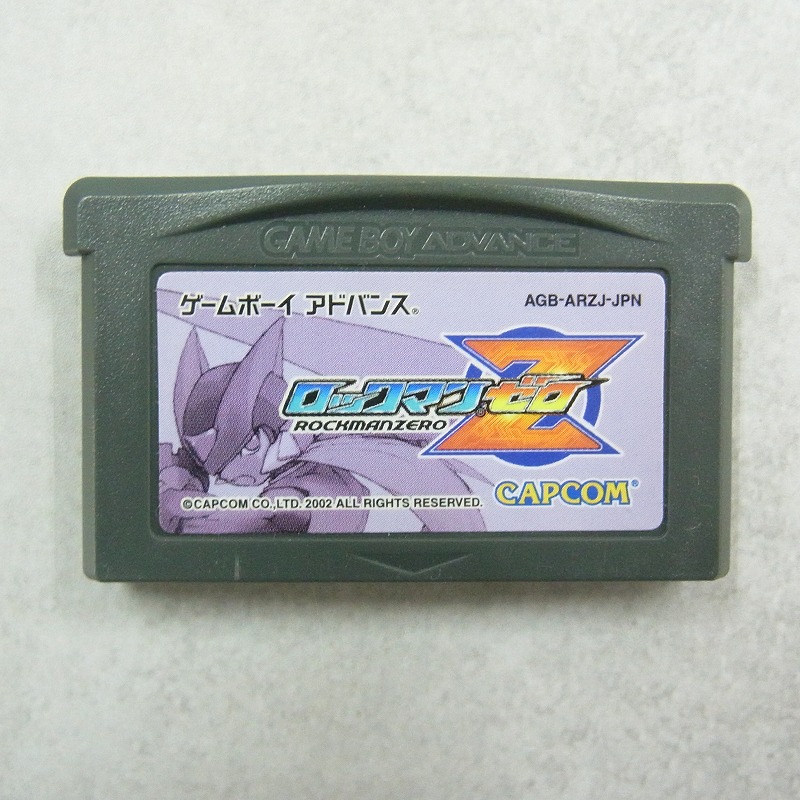 GAME BOY ADVANCE
ゲームボーイ アドバンス®
AGB-ARZJ-JPN
ロックマン ゼロ
ROCKMANZERO
Z
©CAPCOM CO.,LTD. 2002 ALL RIGHTS RESERVED.
CAPCOM®